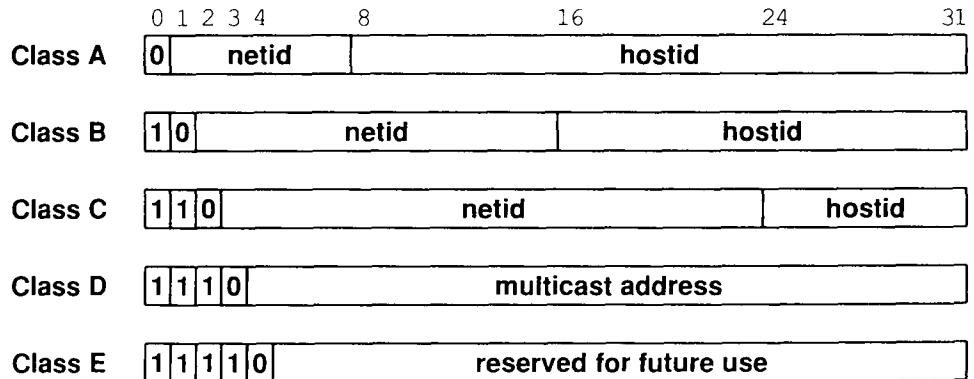 0 1 2 3 4 8 16 24 31
Class A 0 netid hostid
Class B 1 0 netid hostid
Class C 1 1 0 netid hostid
Class D 1 1 1 0 multicast address
Class E 1 1 1 1 0 reserved for future use